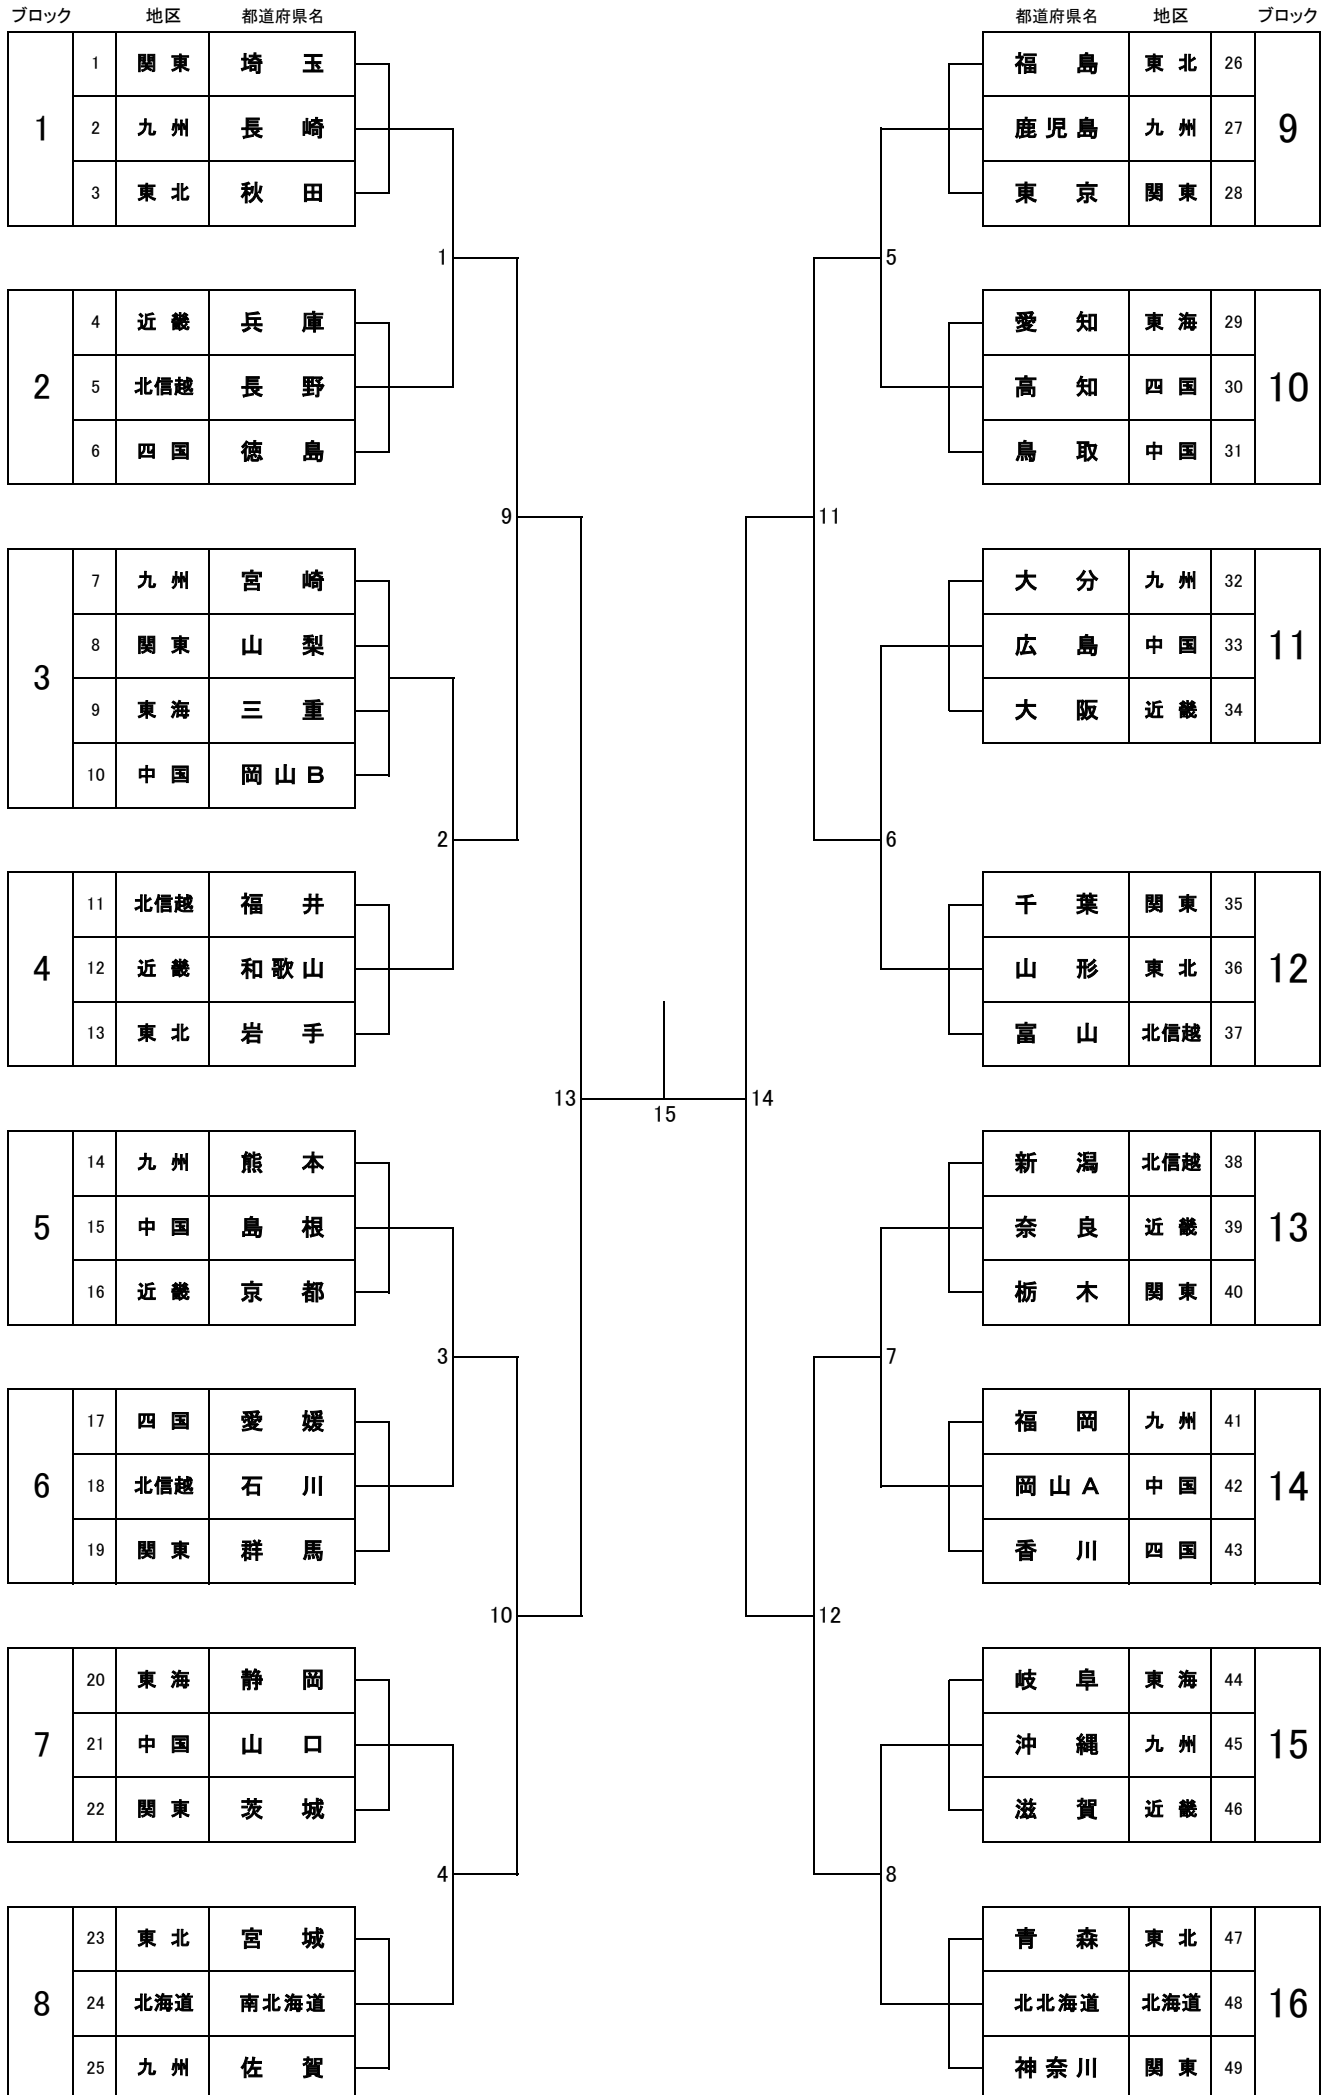 ブロック 地区 都道府県名 都道府県名 地区 ブロック
1 関東 埼玉
1
2 九州 長崎
3 東北 秋田
1
4 近畿 兵庫
2
5 北信越 長野
6 四国 徳島
9
7 九州 宮崎
8 関東 山梨
3
9 東海 三重
10 中国 岡山B
2
11 北信越 福井
4
12 近畿 和歌山
13 東北 岩手
13
14 九州 熊本
5
15 中国 島根
16 近畿 京都
3
17 四国 愛媛
6
18 北信越 石川
19 関東 群馬
10
20 東海 静岡
7
21 中国 山口
22 関東 茨城
4
23 東北 宮城
8
24 北海道 南北海道
25 九州 佐賀
15
福島 東北 26
鹿児島 九州 27
9
東京 関東 28
5
愛知 東海 29
高知 四国 30
10
鳥取 中国 31
11
大分 九州 32
広島 中国 33
11
大阪 近畿 34
6
千葉 関東 35
山形 東北 36
12
富山 北信越 37
14
新潟 北信越 38
奈良 近畿 39
13
栃木 関東 40
7
福岡 九州 41
岡山A 中国 42
14
香川 四国 43
12
岐阜 東海 44
沖縄 九州 45
15
滋賀 近畿 46
8
青森 東北 47
北北海道 北海道 48
16
神奈川 関東 49